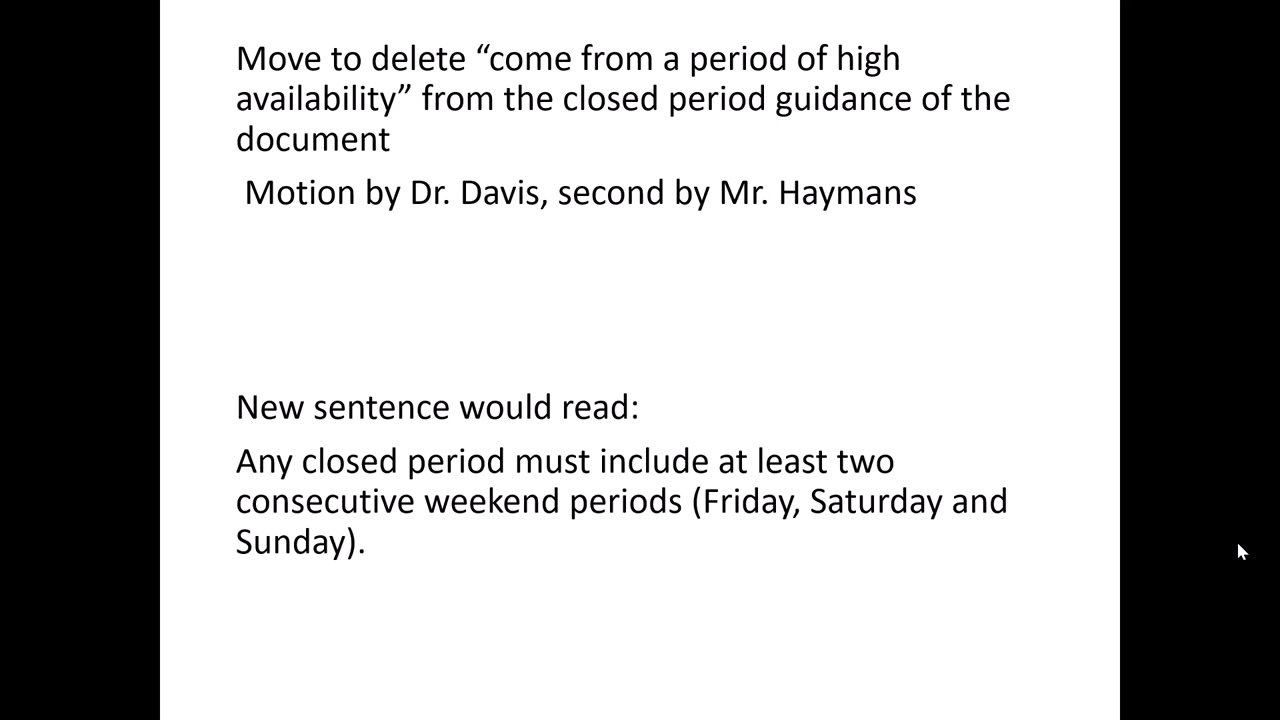 Move to delete “come from a period of high
availability” from the closed period guidance of the
document
Motion by Dr. Davis, second by Mr. Haymans
New sentence would read:
Any closed period must include at least two
consecutive weekend periods (Friday, Saturday and
Sunday).